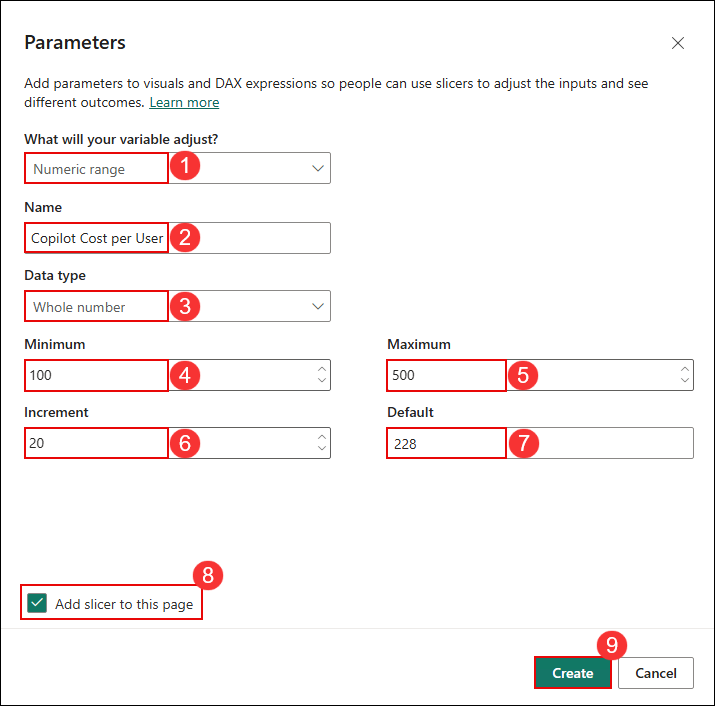 Parameters
Add parameters to visuals and DAX expressions so people can use slicers to adjust the inputs and see
different outcomes. Learn more
What will your variable adjust?
Numeric range 1
Name
Copilot Cost per User 2
Data type
Whole number 3
Minimum Maximum
100 4 500 5
Increment Default
20 6 228 7
8
Add slicer to this page
9
Create Cancel